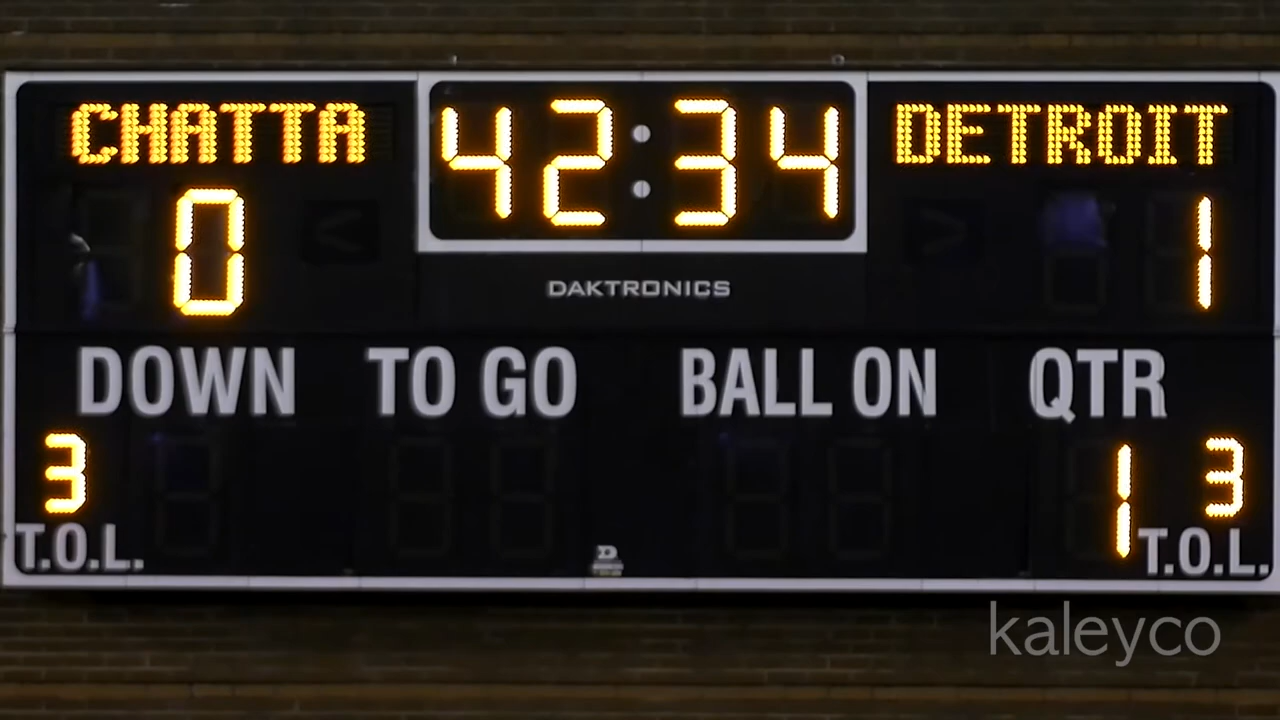 CHATTA 42:34 DETROIT
0 1
DAKTRONICS
DOWN TO GO BALL ON QTR
3 1 3
T.O.L. T.O.L.
kaleyco